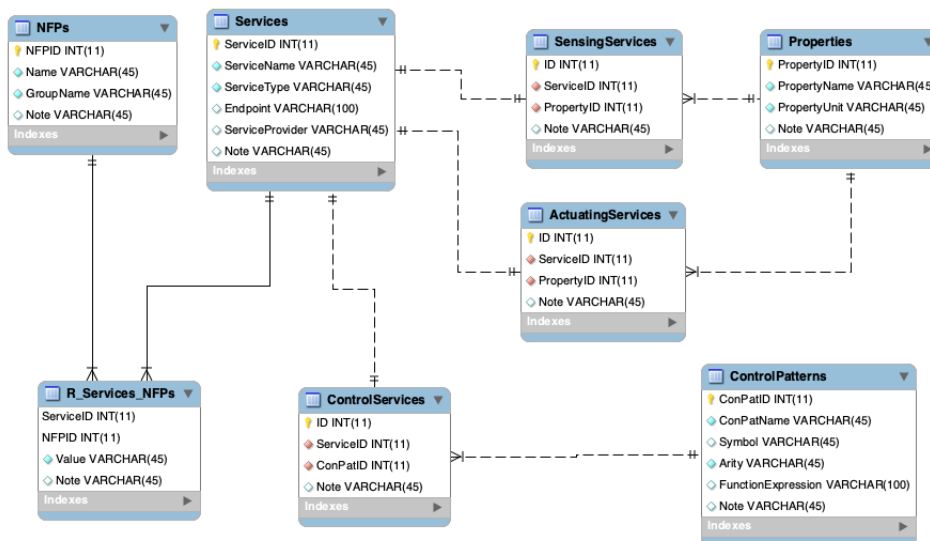 NFPs
NFPID INT(11)
Name VARCHAR(45)
GroupName VARCHAR(45)
Note VARCHAR(45)
Indexes
Services
ServiceID INT(11)
ServiceName VARCHAR(45)
ServiceType VARCHAR(45)
Endpoint VARCHAR(100)
ServiceProvider VARCHAR(45)
Note VARCHAR(45)
Indexes
SensingServices
ID INT(11)
ServiceID INT(11)
PropertyID INT(11)
Note VARCHAR(45)
Indexes
Properties
PropertyID INT(11)
PropertyName VARCHAR(45
PropertyUnit VARCHAR(45)
Note VARCHAR(45)
Indexes
ActuatingServices
ID INT(11)
ServiceID INT(11)
PropertyID INT(11)
Note VARCHAR(45)
Indexes
R_Services_NFPs
ServiceID INT(11)
NFPID INT(11)
Value VARCHAR(45)
Note VARCHAR(45)
Indexes
ControlServices
ID INT(11)
ServiceID INT(11)
ConPatID INT(11)
Note VARCHAR(45)
Indexes
ControlPatterns
ConPatID INT(11)
ConPatName VARCHAR(45)
Symbol VARCHAR(45)
Arity VARCHAR(45)
FunctionExpression VARCHAR(100)
Note VARCHAR(45)
Indexes